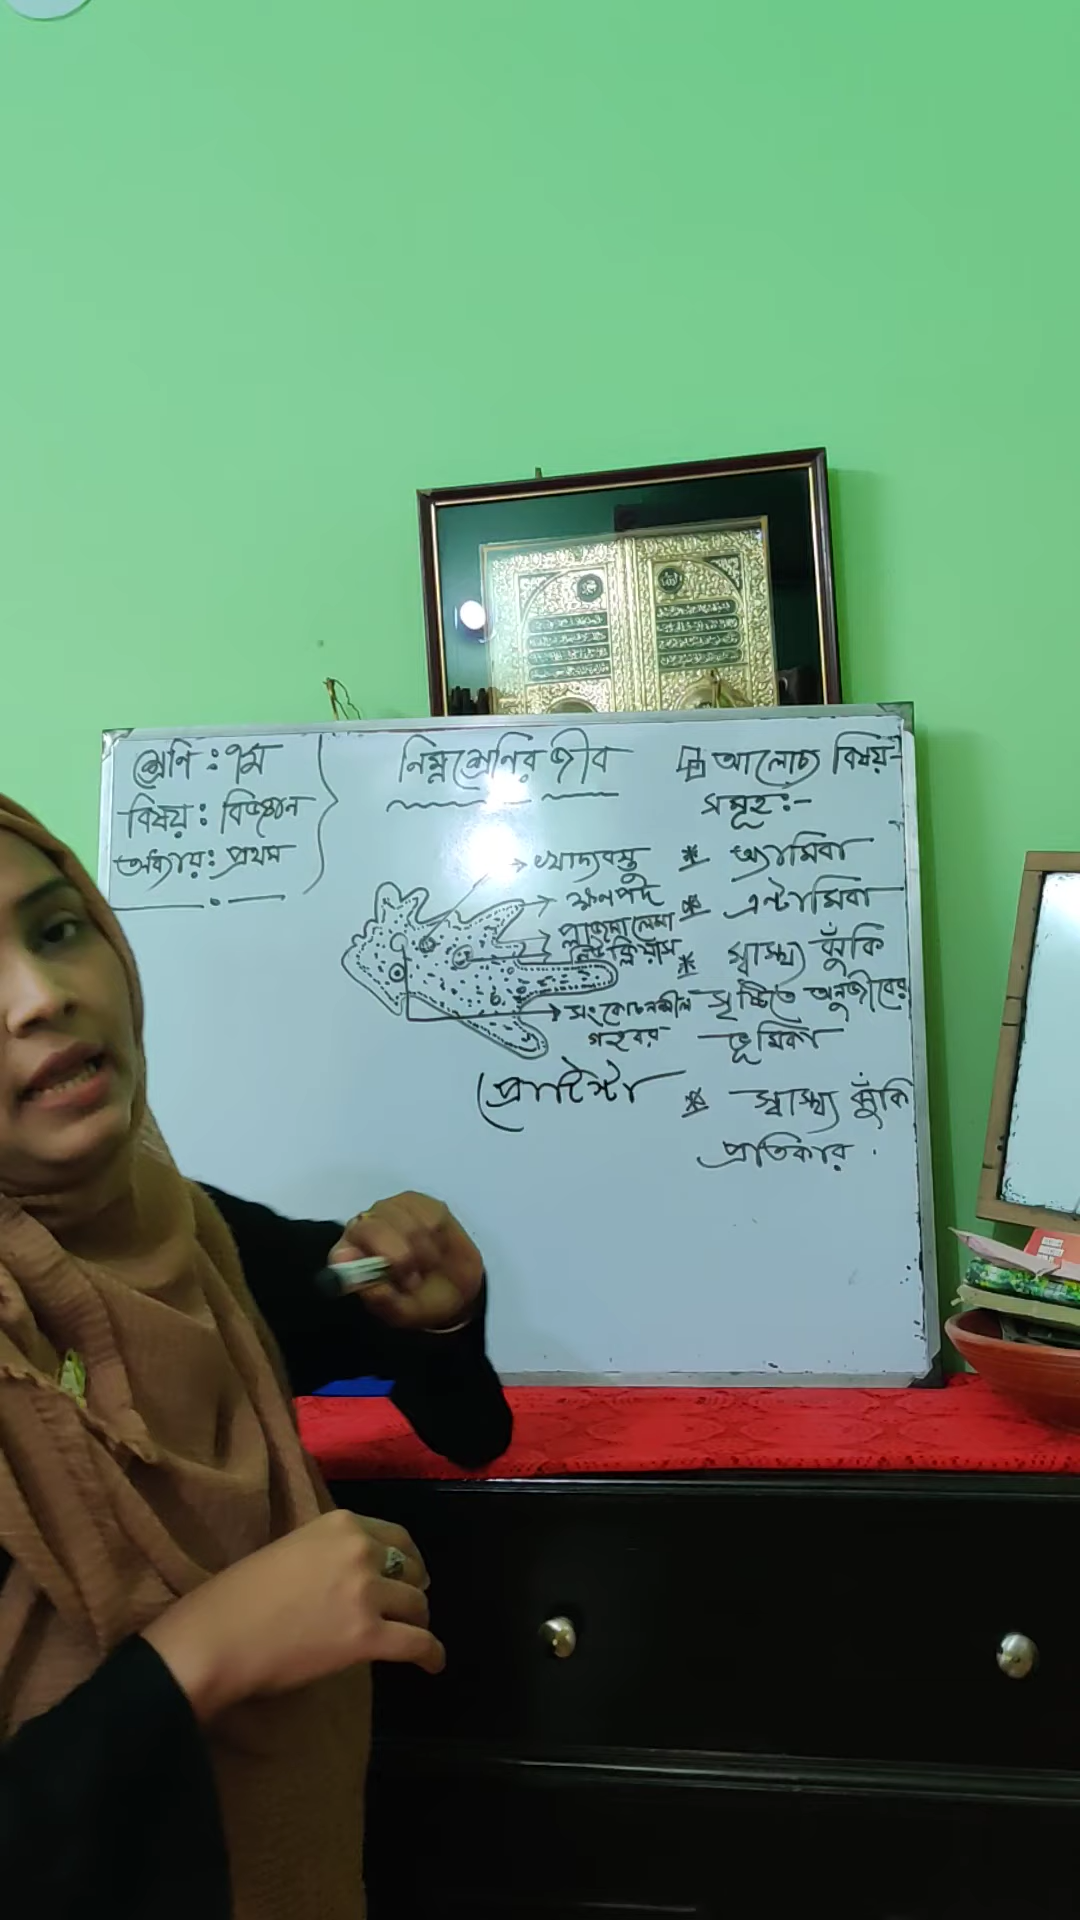 শ্রেণি : ৭ম
বিষয় : বিজ্ঞান
অধ্যায় : প্রথম
নিম্নশ্রেণির জীব
আলোচ্য বিষয়-
সমূহ :-
খাদ্যবস্তু
ক্ষণপদ
প্লাজমালেমা
নিউক্লিয়াস
সংকোচনশীল
গহবর
প্রোটিস্টা
* অ্যামিবা
* এন্টামিবা
* স্বাস্থ্য ঝুঁকি
সৃষ্টিতে অনুজীবের
ভূমিকা
* স্বাস্থ্য ঝুঁকি
প্রতিকার